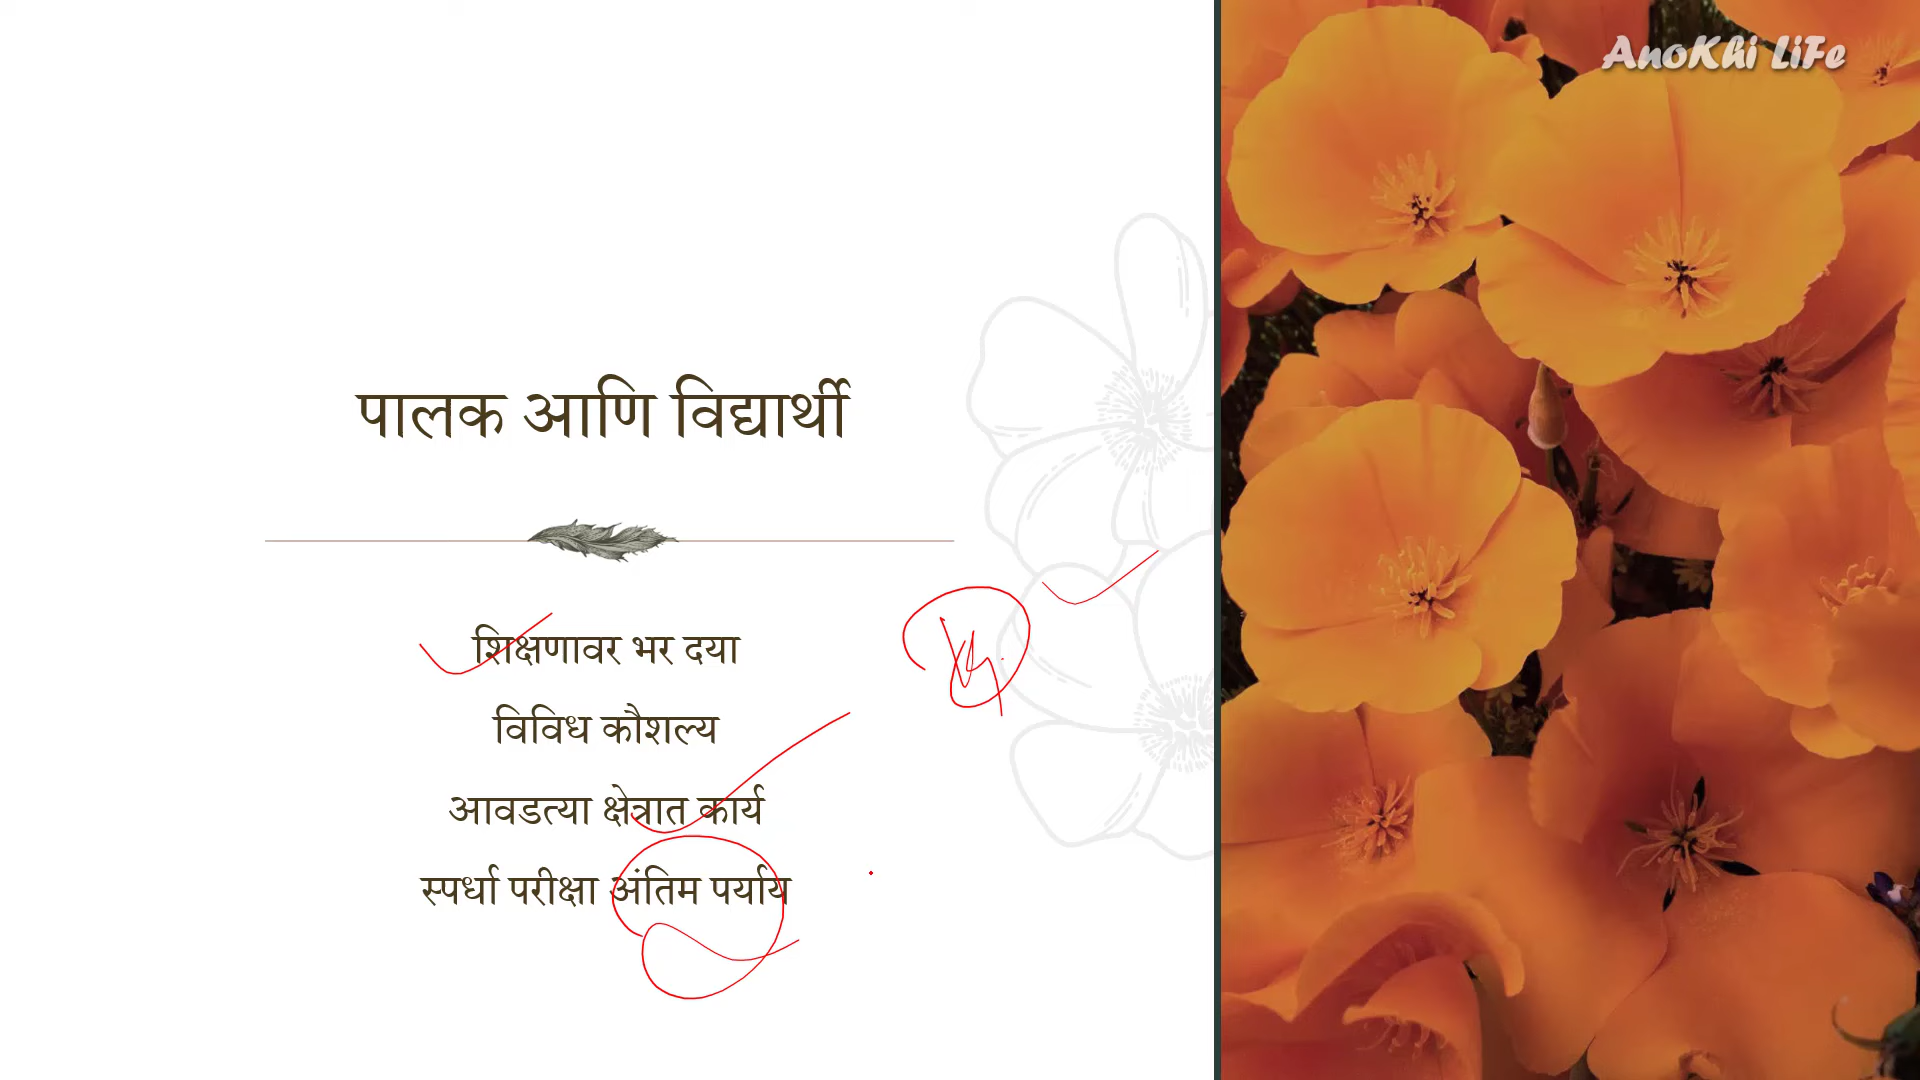 AnoKhi LiFe
पालक आणि विद्यार्थी
शिक्षणावर भर दया
विविध कौशल्य
आवडत्या क्षेत्रात कार्य
स्पर्धा परीक्षा अंतिम पर्याय